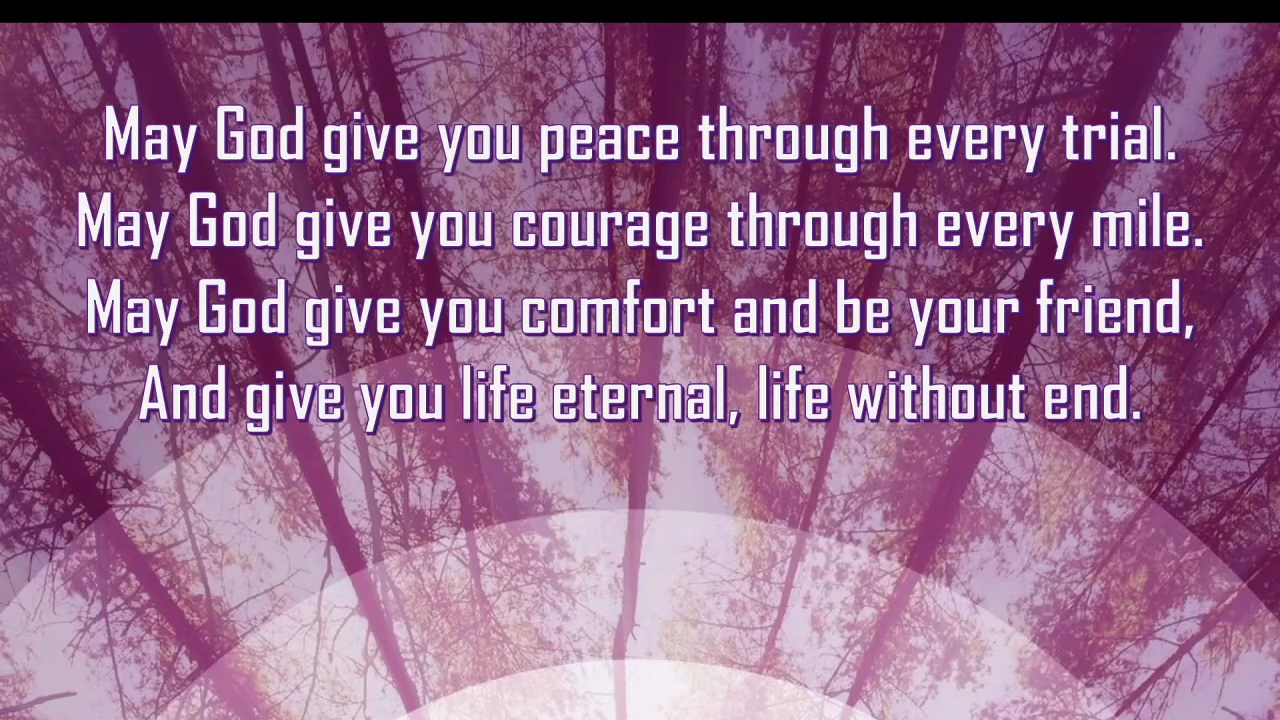 May God give you peace through every trial.
May God give you courage through every mile.
May God give you comfort and be your friend,
And give you life eternal, life without end.